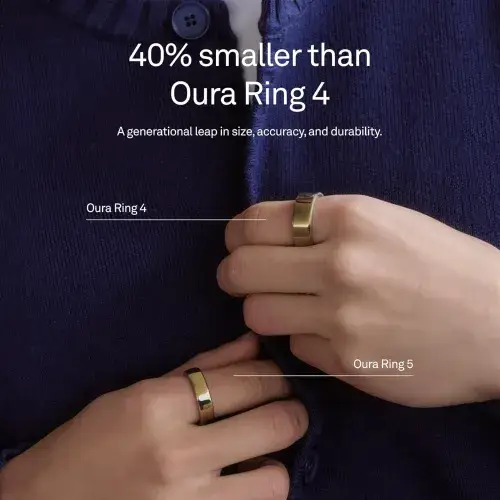 40% smaller than
Oura Ring 4
A generational leap in size, accuracy, and durability.
Oura Ring 4
Oura Ring 5